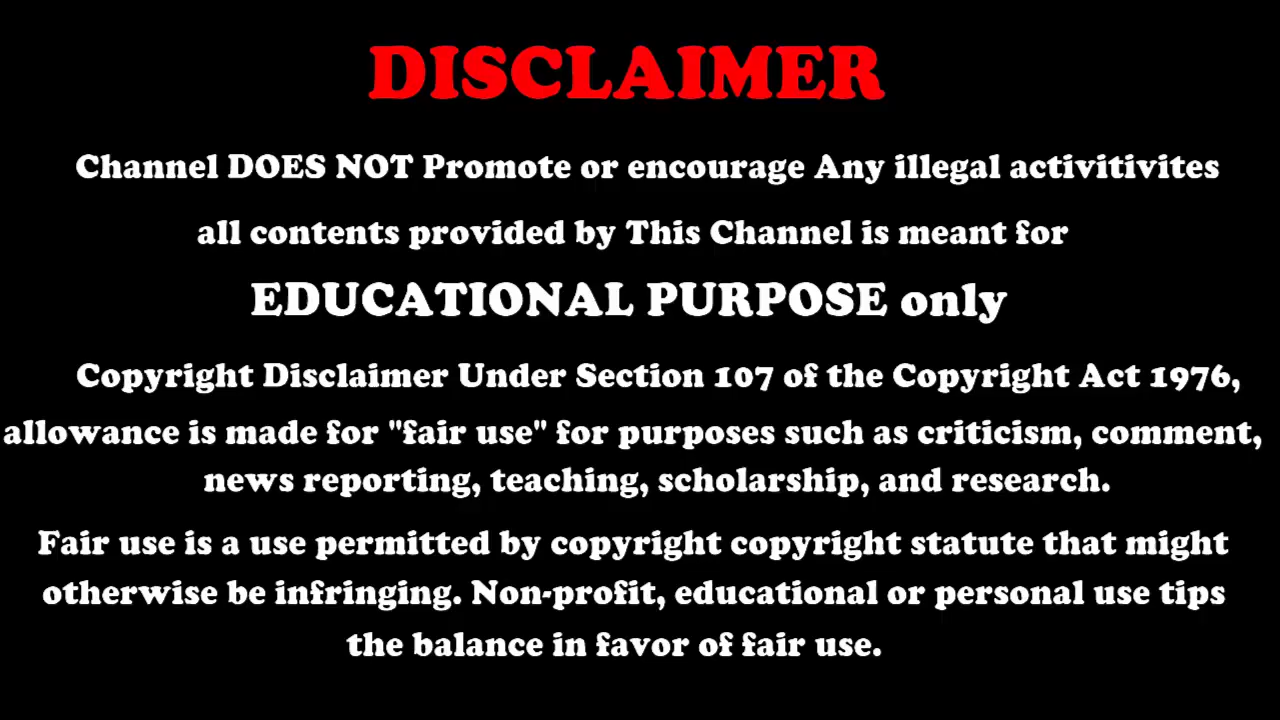 DISCLAIMER
Channel DOES NOT Promote or encourage Any illegal activitivites
all contents provided by This Channel is meant for
EDUCATIONAL PURPOSE only
Copyright Disclaimer Under Section 107 of the Copyright Act 1976,
allowance is made for "fair use" for purposes such as criticism, comment,
news reporting, teaching, scholarship, and research.
Fair use is a use permitted by copyright copyright statute that might
otherwise be infringing. Non-profit, educational or personal use tips
the balance in favor of fair use.